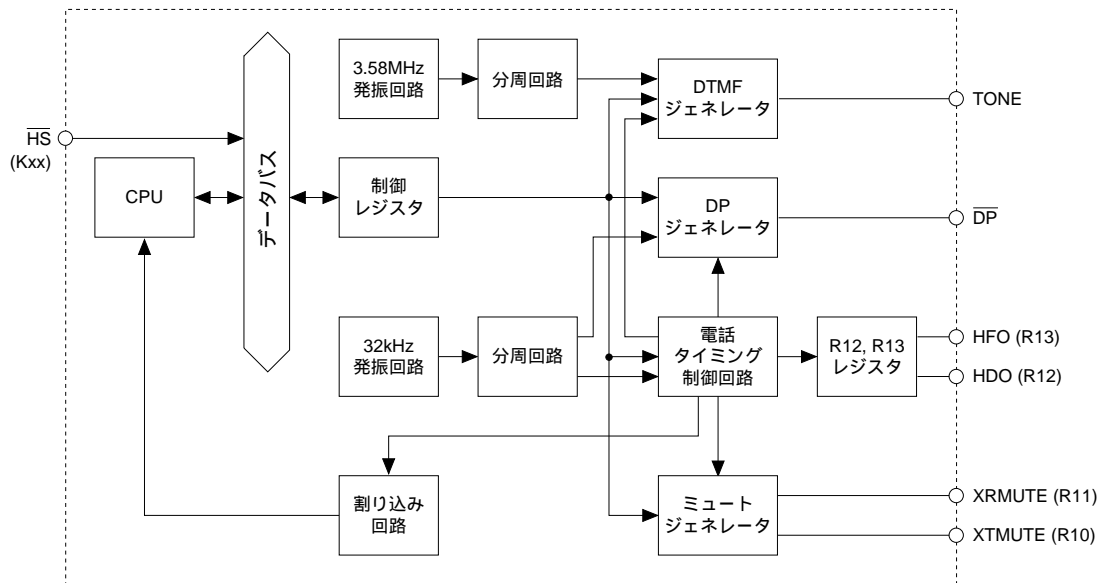 3.58MHz
発振回路
分周回路
DTMF
ジェネレータ
TONE
HS
(Kxx)
CPU
データバス
制御
レジスタ
DP
ジェネレータ
DP
32kHz
発振回路
分周回路
電話
タイミング
制御回路
R12, R13
レジスタ
HFO (R13)
HDO (R12)
割り込み
回路
ミュート
ジェネレータ
XRMUTE (R11)
XTMUTE (R10)